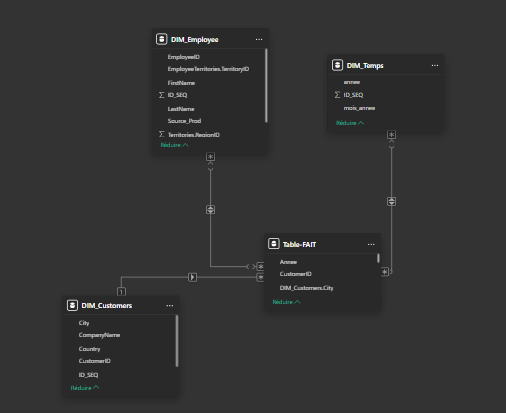 DIM_Employee
EmployeeID
EmployeeTerritories.TerritoryID
FirstName
ID_SEQ
LastName
Source_Prod
Territories.RegionID
Réduire
DIM_Temps
annee
ID_SEQ
mois_annee
Réduire
Table-FAIT
Annee
CustomerID
DIM_Customers.City
Réduire
1
DIM_Customers
City
CompanyName
Country
CustomerID
ID_SEQ
Réduire